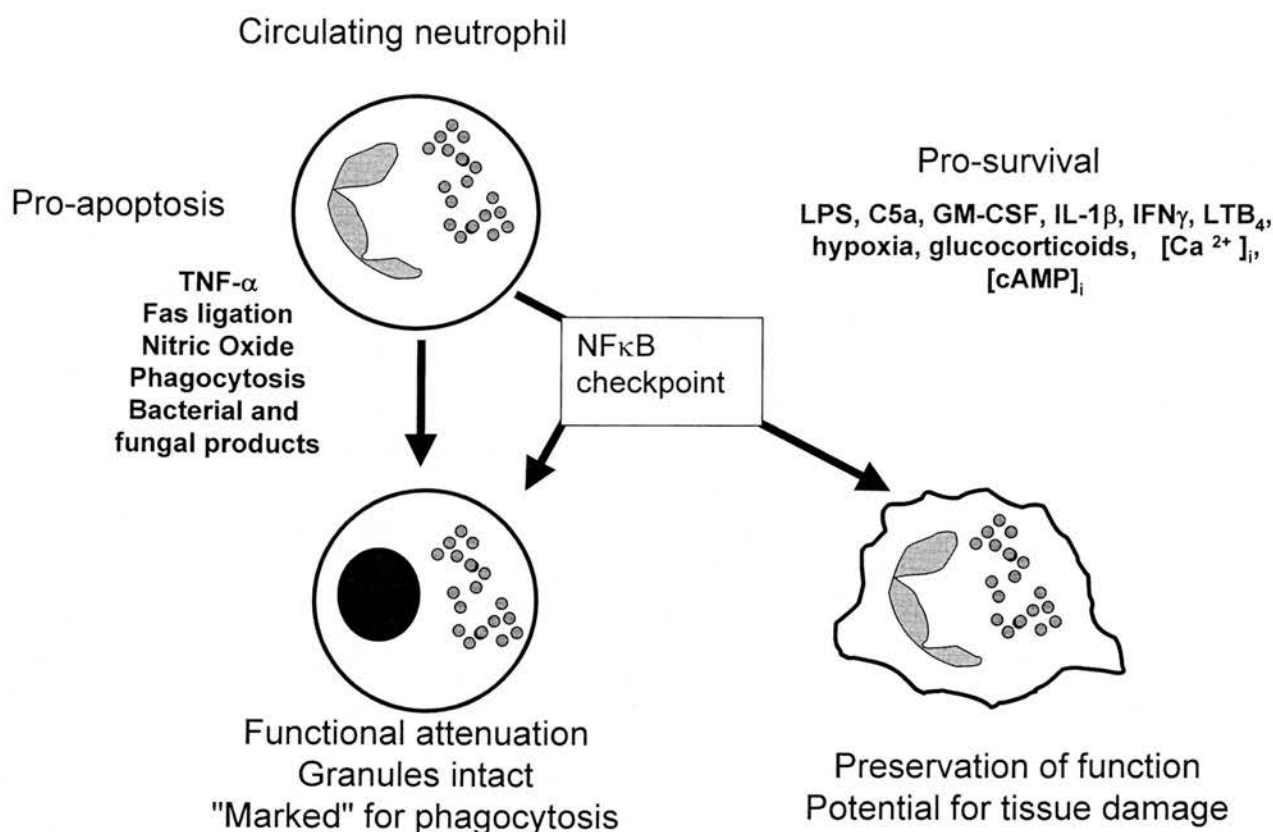 Circulating neutrophil
Pro-apoptosis
TNF-α
Fas ligation
Nitric Oxide
Phagocytosis
Bacterial and
fungal products
Pro-survival
LPS, C5a, GM-CSF, IL-1β, IFNγ, LTB₄,
hypoxia, glucocorticoids, [Ca ²⁺ ]ᵢ,
[cAMP]ᵢ
NFκB
checkpoint
Functional attenuation
Granules intact
"Marked" for phagocytosis
Preservation of function
Potential for tissue damage